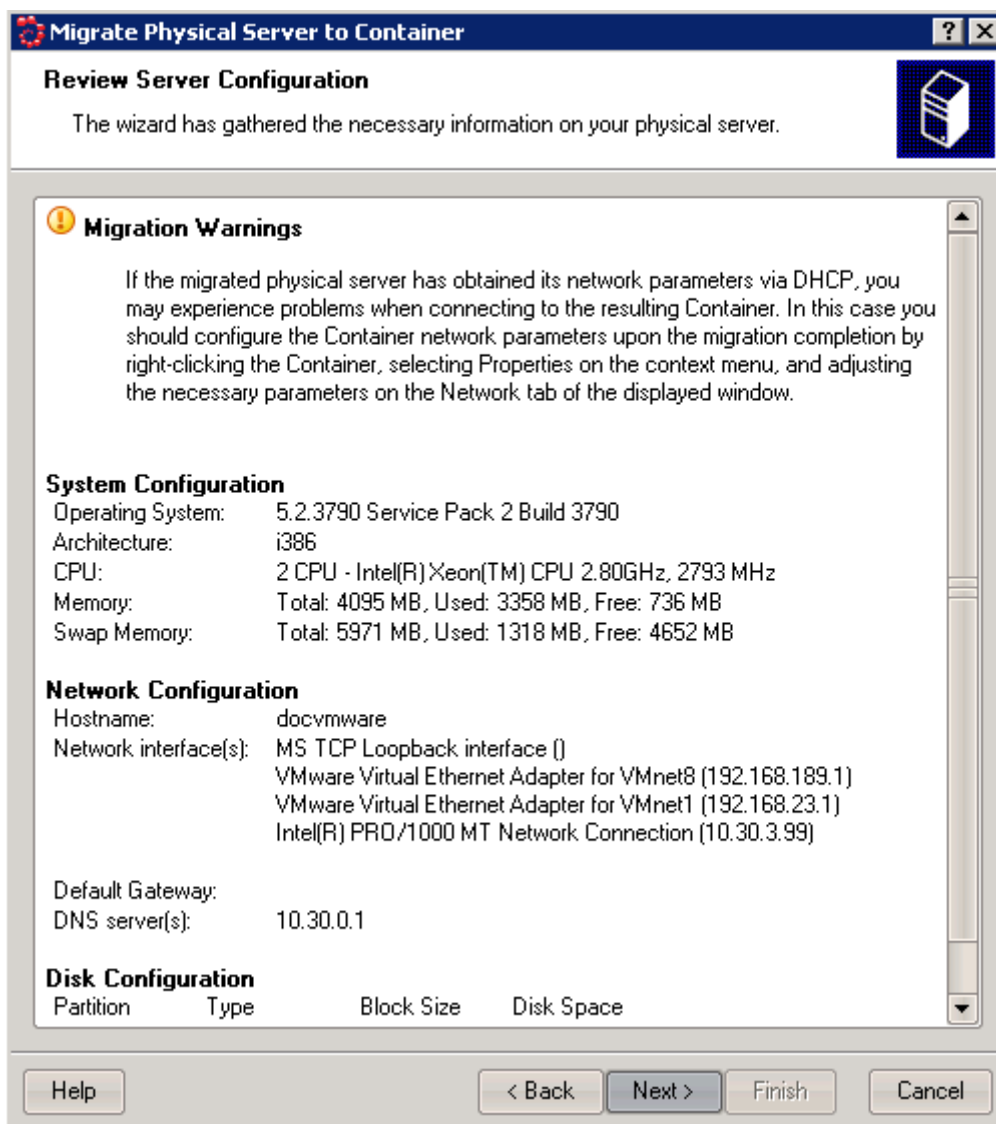 Migrate Physical Server to Container
Review Server Configuration
The wizard has gathered the necessary information on your physical server.
Migration Warnings
If the migrated physical server has obtained its network parameters via DHCP, you
may experience problems when connecting to the resulting Container. In this case you
should configure the Container network parameters upon the migration completion by
right-clicking the Container, selecting Properties on the context menu, and adjusting
the necessary parameters on the Network tab of the displayed window.
System Configuration
Operating System: 5.2.3790 Service Pack 2 Build 3790
Architecture: i386
CPU: 2 CPU - Intel(R) Xeon(TM) CPU 2.80GHz, 2793 MHz
Memory: Total: 4095 MB, Used: 3358 MB, Free: 736 MB
Swap Memory: Total: 5971 MB, Used: 1318 MB, Free: 4652 MB
Network Configuration
Hostname: docvmware
Network interface(s): MS TCP Loopback interface ()
VMware Virtual Ethernet Adapter for VMnet8 (192.168.189.1)
VMware Virtual Ethernet Adapter for VMnet1 (192.168.23.1)
Intel(R) PRO/1000 MT Network Connection (10.30.3.99)
Default Gateway:
DNS server(s): 10.30.0.1
Disk Configuration
Partition Type Block Size Disk Space
Help < Back Next > Finish Cancel